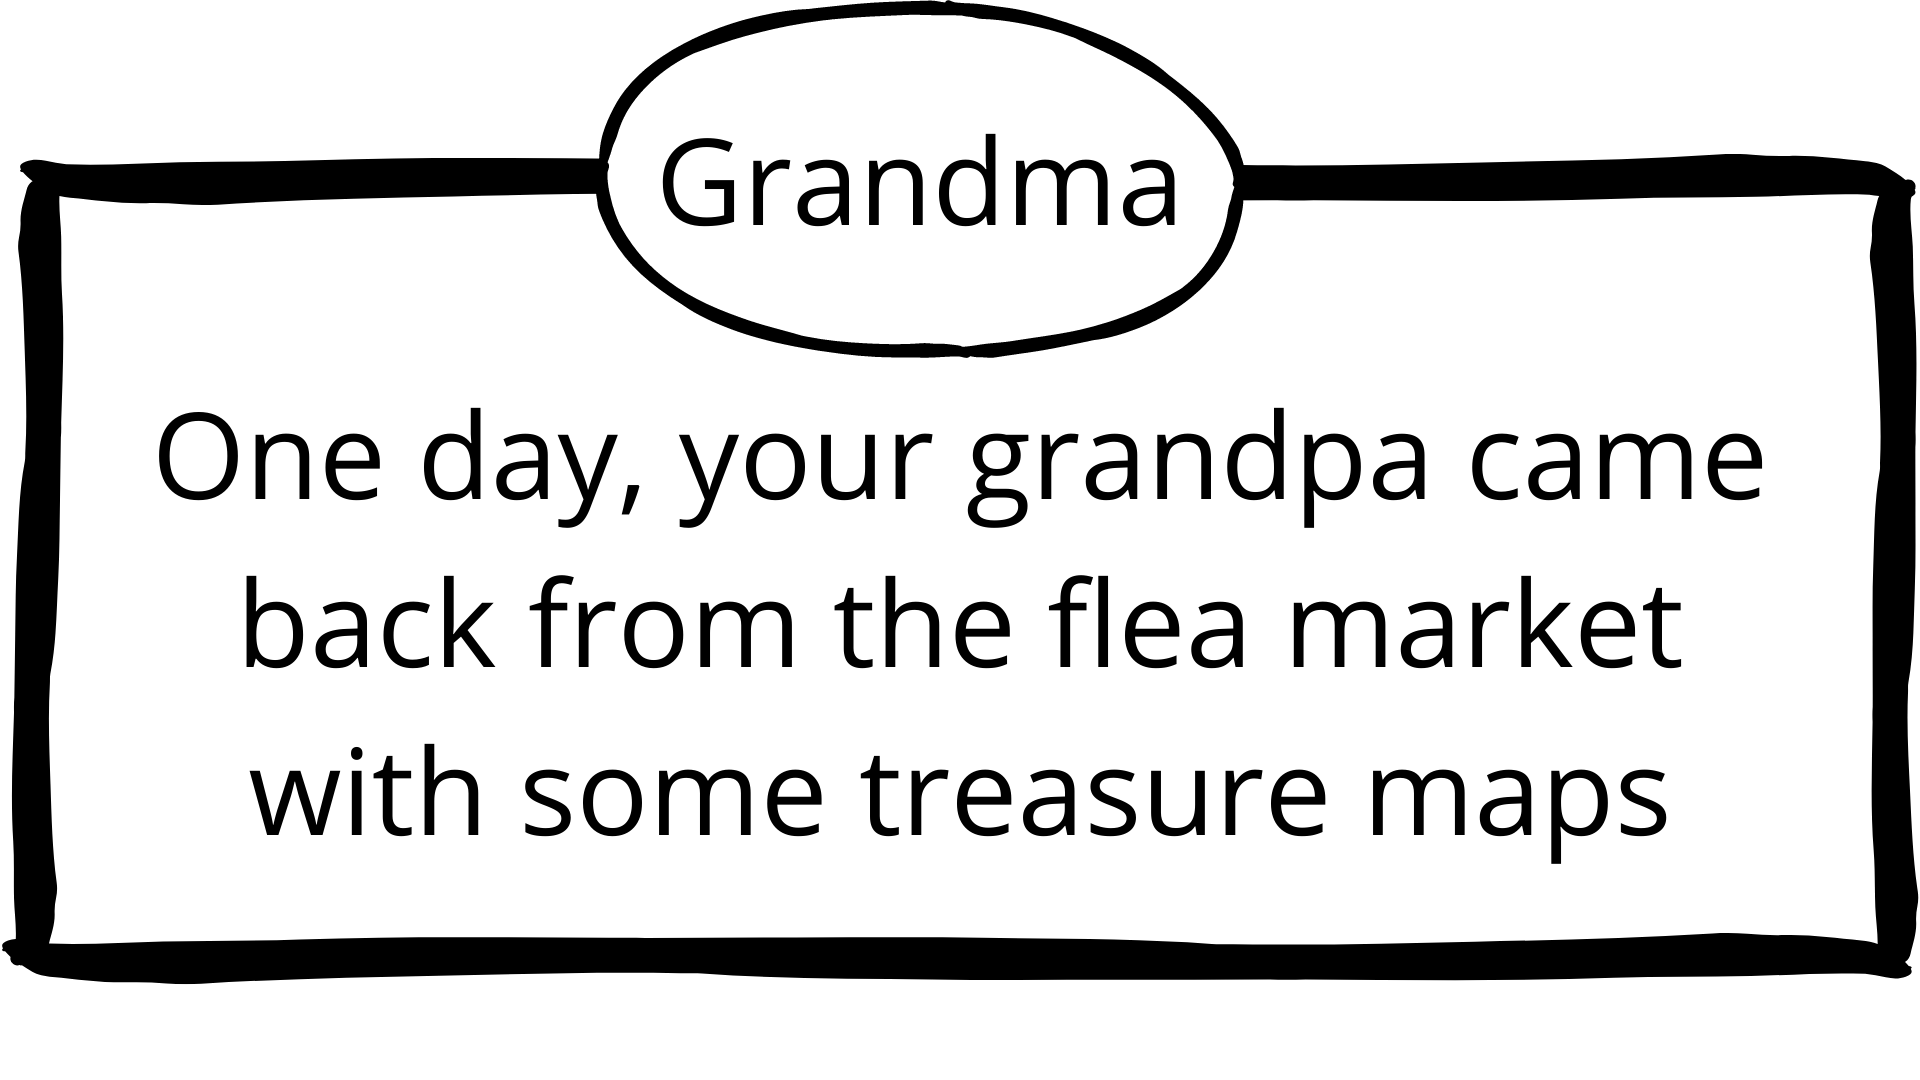 Grandma
One day, your grandpa came
back from the flea market
with some treasure maps